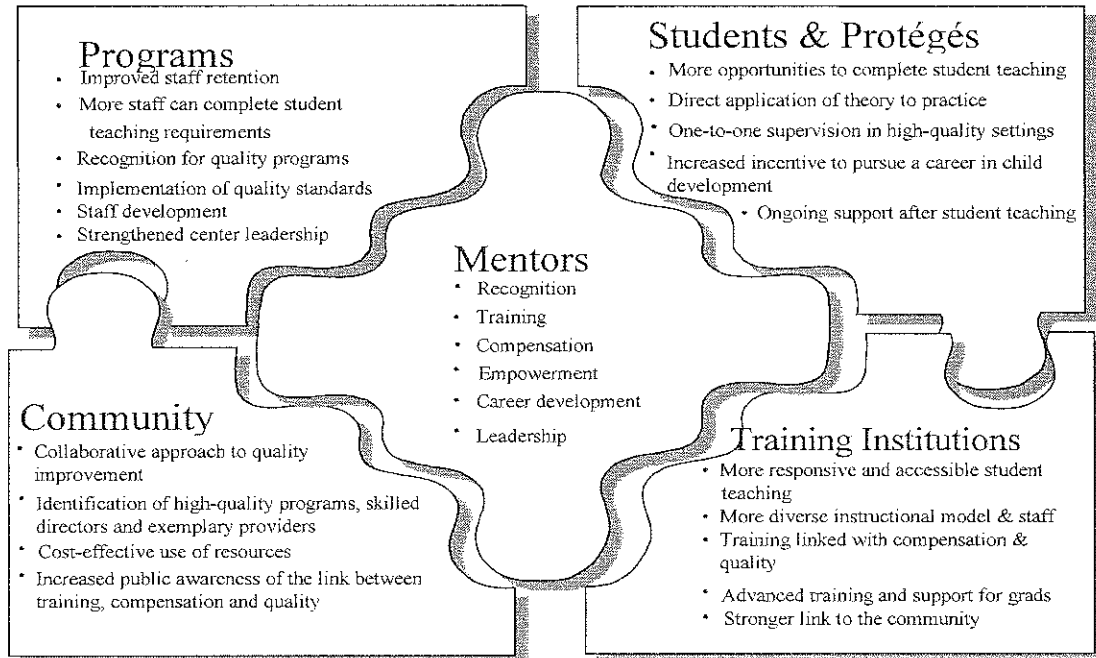 Programs
• Improved staff retention
• More staff can complete student
teaching requirements
• Recognition for quality programs
• Implementation of quality standards
• Staff development
• Strengthened center leadership
Students & Protégés
• More opportunities to complete student teaching
• Direct application of theory to practice
• One-to-one supervision in high-quality settings
• Increased incentive to pursue a career in child
development
• Ongoing support after student teaching
Mentors
• Recognition
• Training
• Compensation
• Empowerment
• Career development
• Leadership
Community
• Collaborative approach to quality
improvement
• Identification of high-quality programs, skilled
directors and exemplary providers
• Cost-effective use of resources
• Increased public awareness of the link between
training, compensation and quality
Training Institutions
• More responsive and accessible student
teaching
• More diverse instructional model & staff
• Training linked with compensation &
quality
• Advanced training and support for grads
• Stronger link to the community